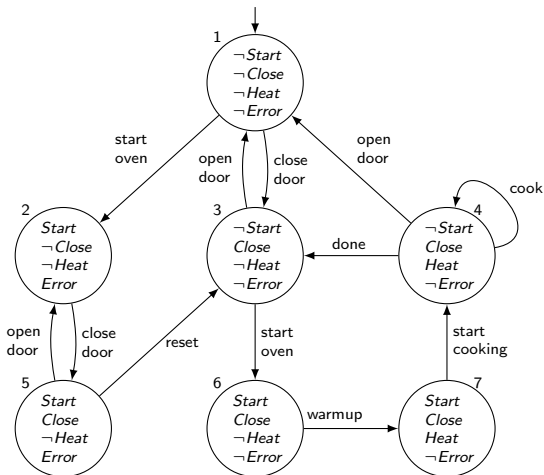 1
¬Start
¬Close
¬Heat
¬Error
start
oven
open
door
close
door
open
door
2
Start
¬Close
¬Heat
Error
3
¬Start
Close
¬Heat
¬Error
done
4
¬Start
Close
Heat
¬Error
cook
open
door
close
door
reset
start
oven
start
cooking
5
Start
Close
¬Heat
Error
6
Start
Close
¬Heat
¬Error
warmup
7
Start
Close
Heat
¬Error